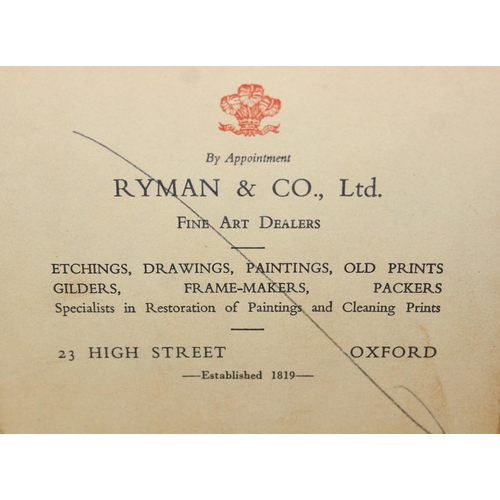 By Appointment
RYMAN & CO., Ltd.
FINE ART DEALERS
ETCHINGS, DRAWINGS, PAINTINGS, OLD PRINTS
GILDERS, FRAME-MAKERS, PACKERS
Specialists in Restoration of Paintings and Cleaning Prints
23 HIGH STREET OXFORD
—Established 1819—